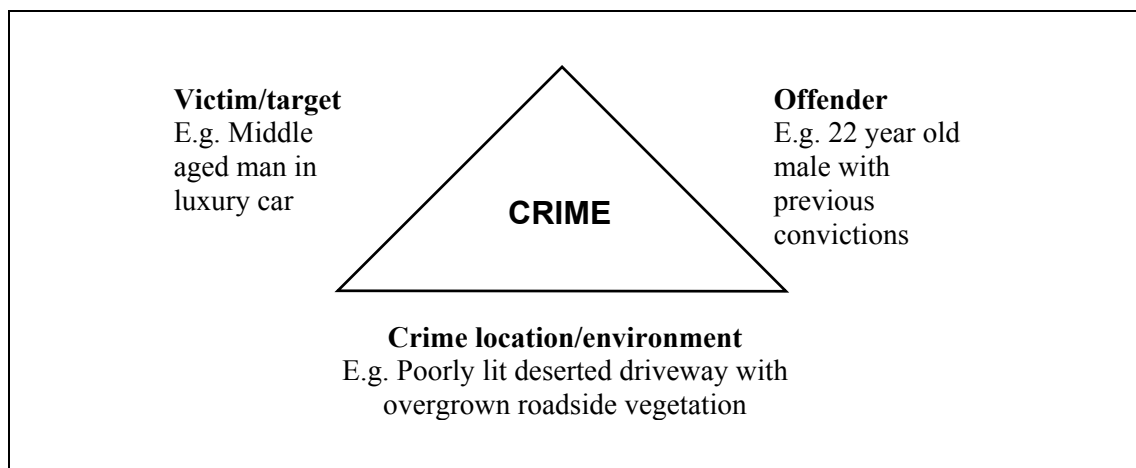 Victim/target
E.g. Middle
aged man in
luxury car
Offender
E.g. 22 year old
male with
previous
convictions
CRIME
Crime location/environment
E.g. Poorly lit deserted driveway with
overgrown roadside vegetation